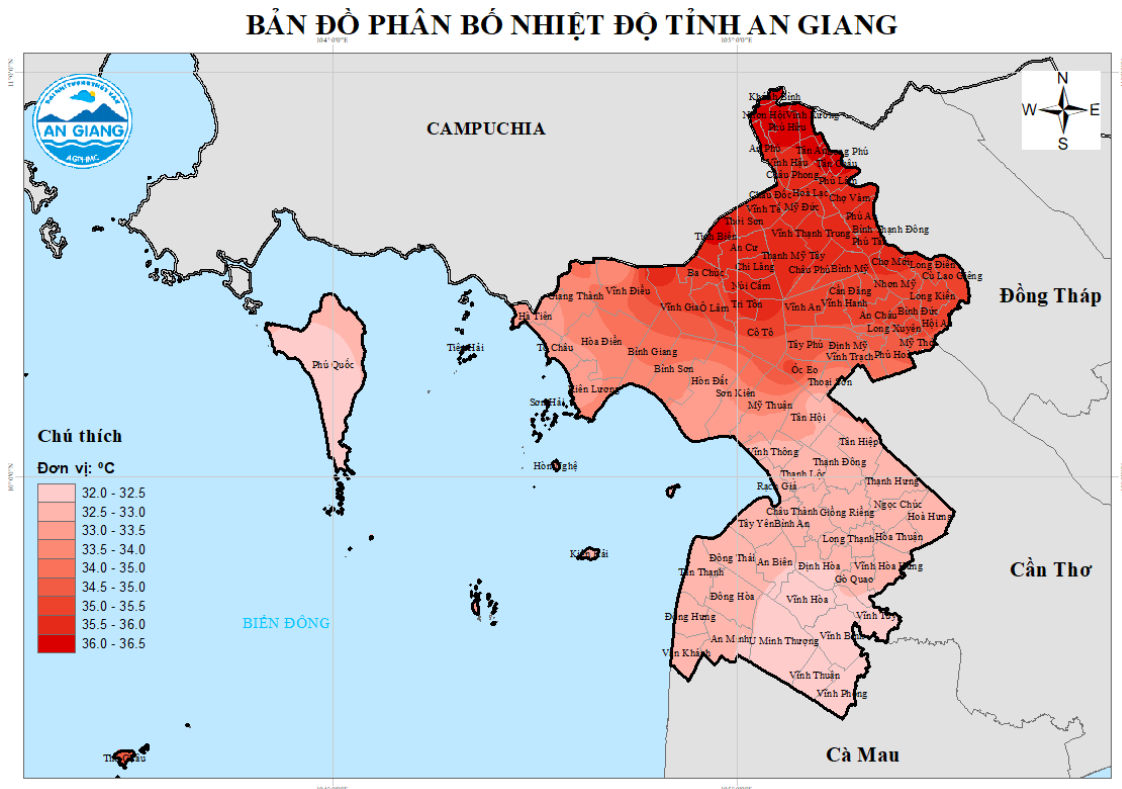 BẢN ĐỒ PHÂN BỐ NHIỆT ĐỘ TỈNH AN GIANG
N
W E
S
AN GIANG
CAMPUCHIA
Phú Hữu
An Phú
Vĩnh Hậu
Tân Châu
Châu Phong
Phú Lâm
Châu Đốc
Hoà Lạc
Chợ Vàm
Vĩnh Tế
Mỹ Đức
Thới Sơn
Vĩnh Thạnh Trung
Bình Thạnh Đông
Tịnh Biên
Phú Tân
An Cư
Thạnh Mỹ Tây
Chợ Mới
Long Điền
Ba Chúc
Chi Lăng
Châu Phú
Bình Mỹ
Cù Lao Giêng
Núi Cấm
Nhơn Mỹ
Giang Thành
Vĩnh Điều
Cần Đăng
Long Kiến
Đồng Tháp
Vĩnh Gia
Ô Lâm
Tri Tôn
Vĩnh An
Vĩnh Hanh
Hà Tiên
An Châu
Bình Đức
Hội An
Long Xuyên
Cô Tô
Hòa Điền
Tây Phú
Định Mỹ
Tiên Hải
Tô Châu
Bình Giang
Vĩnh Trạch
Phú Quốc
Bình Sơn
Óc Eo
Hòn Đất
Thoại Sơn
Kiên Lương
Sơn Kiên
Sơn Hải
Mỹ Thuận
Tân Hội
Chú thích
Tân Hiệp
Vĩnh Thông
Đơn vị: ⁰C
Hòn Nghệ
Thạnh Đông
Thạnh Lộc
Rạch Giá
Thạnh Hưng
32.0 - 32.5
32.5 - 33.0
33.0 - 33.5
33.5 - 34.0
34.0 - 35.0
34.5 - 35.0
35.0 - 35.5
35.5 - 36.0
36.0 - 36.5
Ngọc Chúc
Châu Thành
Giồng Riềng
Hoà Hưng
Tây Yên
Bình An
Long Thạnh
Hòa Thuận
Kiên Hải
Đông Thái
An Biên
Định Hòa
Vĩnh Hòa Hưng
Cần Thơ
Tân Thạnh
Gò Quao
Đông Hòa
Vĩnh Hòa
Đông Hưng
Vĩnh Tuy
BIỂN ĐÔNG
An Minh
U Minh Thượng
Vĩnh Bình
Vân Khánh
Vĩnh Thuận
Vĩnh Phong
Thổ Châu
Cà Mau